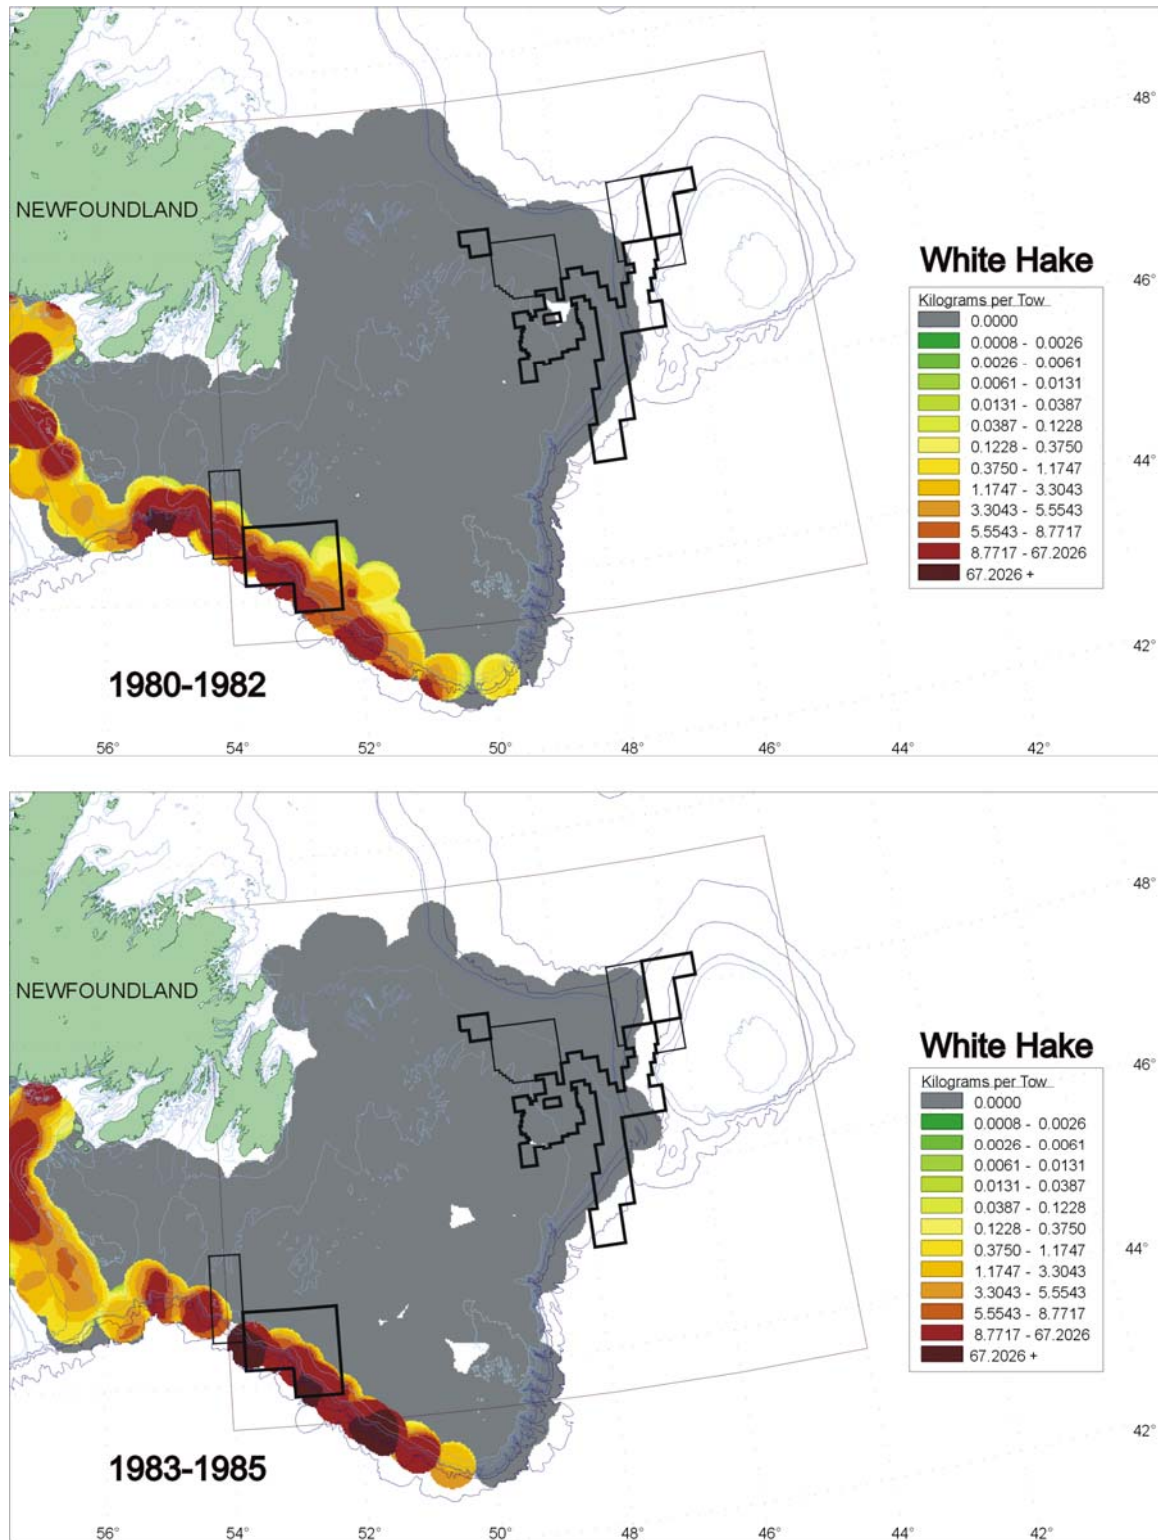 48°
NEWFOUNDLAND
White Hake
46°
Kilograms per Tow
0.0000
0.0008 - 0.0026
0.0026 - 0.0061
0.0061 - 0.0131
0.0131 - 0.0387
0.0387 - 0.1228
0.1228 - 0.3750
0.3750 - 1.1747
1.1747 - 3.3043
3.3043 - 5.5543
5.5543 - 8.7717
8.7717 - 67.2026
67.2026 +
44°
42°
1980-1982
56° 54° 52° 50° 48° 46° 44° 42°
48°
NEWFOUNDLAND
White Hake
46°
Kilograms per Tow
0.0000
0.0008 - 0.0026
0.0026 - 0.0061
0.0061 - 0.0131
0.0131 - 0.0387
0.0387 - 0.1228
0.1228 - 0.3750
0.3750 - 1.1747
1.1747 - 3.3043
3.3043 - 5.5543
5.5543 - 8.7717
8.7717 - 67.2026
67.2026 +
44°
42°
1983-1985
56° 54° 52° 50° 48° 46° 44° 42°